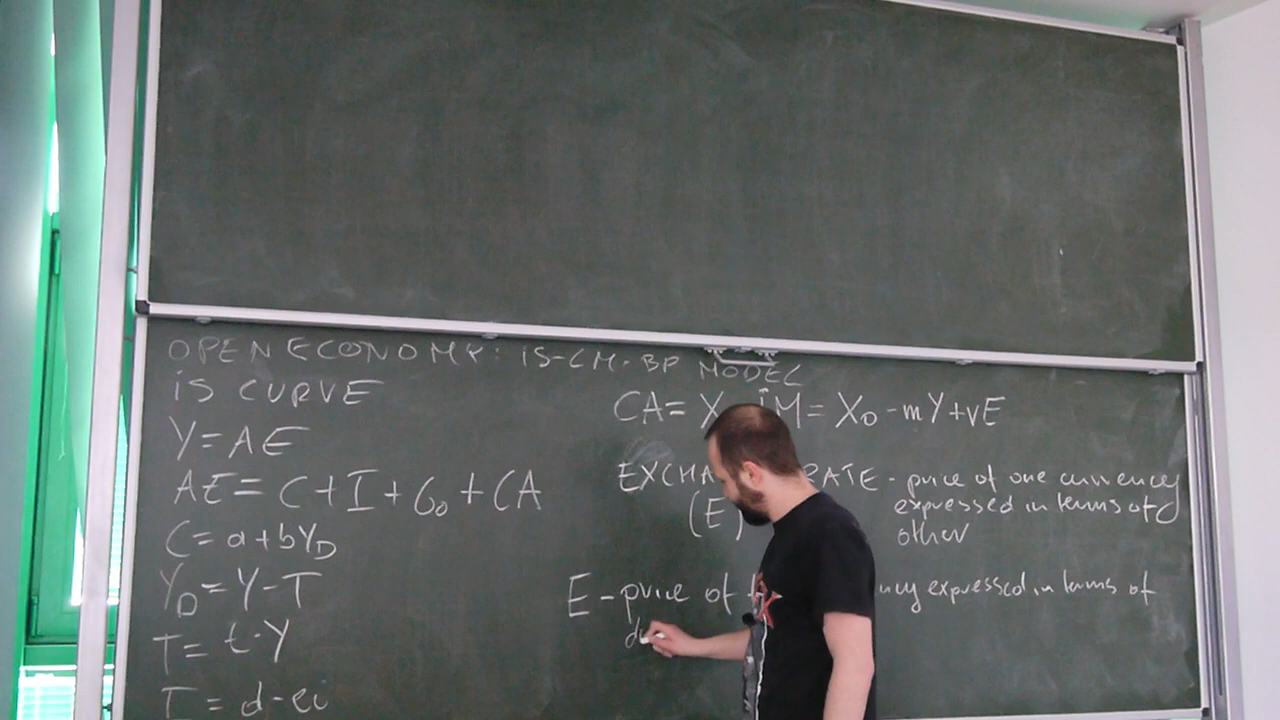 OPEN ECONOMY: IS-LM-BP MODEL
IS CURVE
Y=AE
AE=C+I+G₀+CA
C=a+bY_D
Y_D=Y-T
T=t·Y
I=d-ei
CA=X IM=X₀-mY+vE
EXCHA RATE - price of one currency
(E) expressed in terms of
other
E-price of expressed in terms of